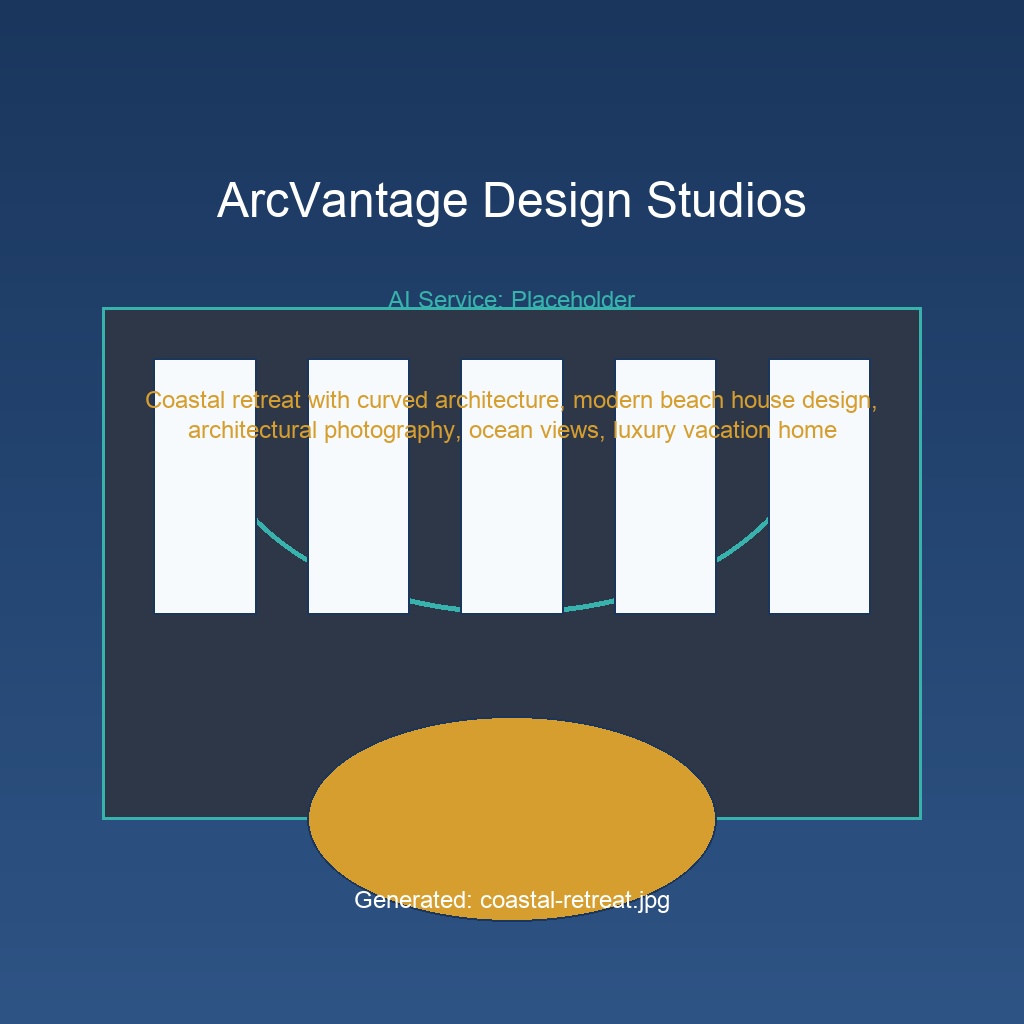 ArcVantage Design Studios
AI Service: Placeholder
Coastal retreat with curved architecture, modern beach house design,
architectural photography, ocean views, luxury vacation home
Generated: coastal-retreat.jpg